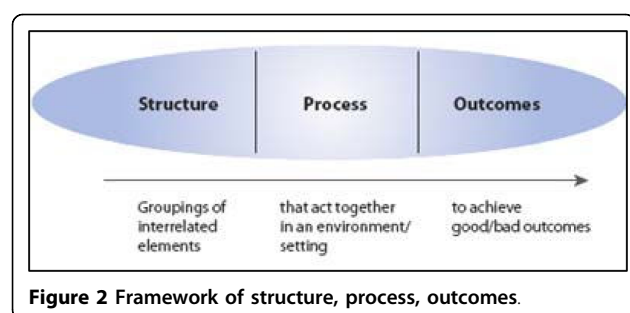 Structure
Process
Outcomes
Groupings of
interrelated
elements
that act together
in an environment/
setting
to achieve
good/bad outcomes
Figure 2 Framework of structure, process, outcomes.